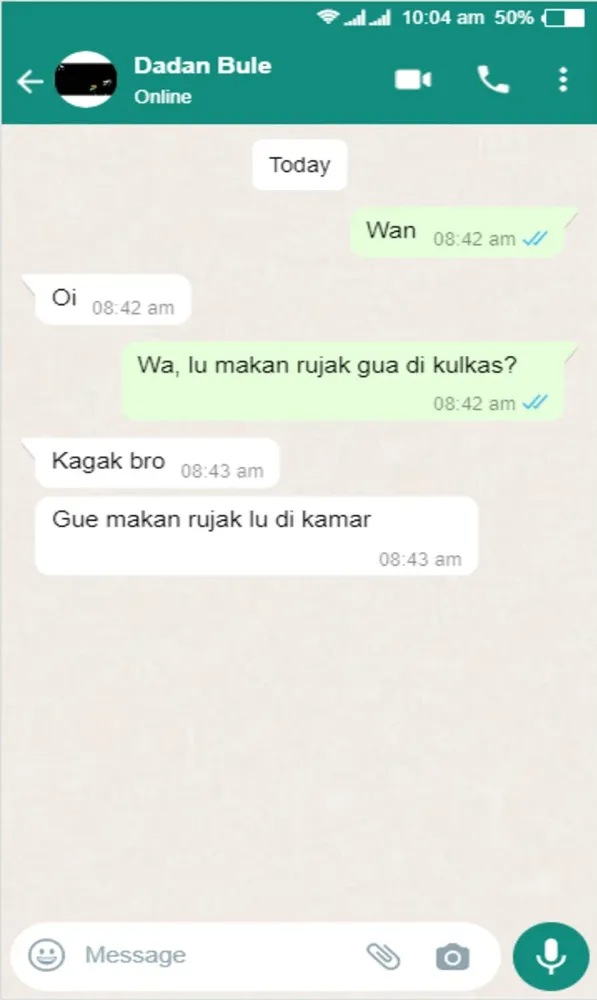 10:04 am 50%
Dadan Bule
Online
Today
Wan 08:42 am
Oi 08:42 am
Wa, lu makan rujak gua di kulkas?
08:42 am
Kagak bro 08:43 am
Gue makan rujak lu di kamar
08:43 am
Message